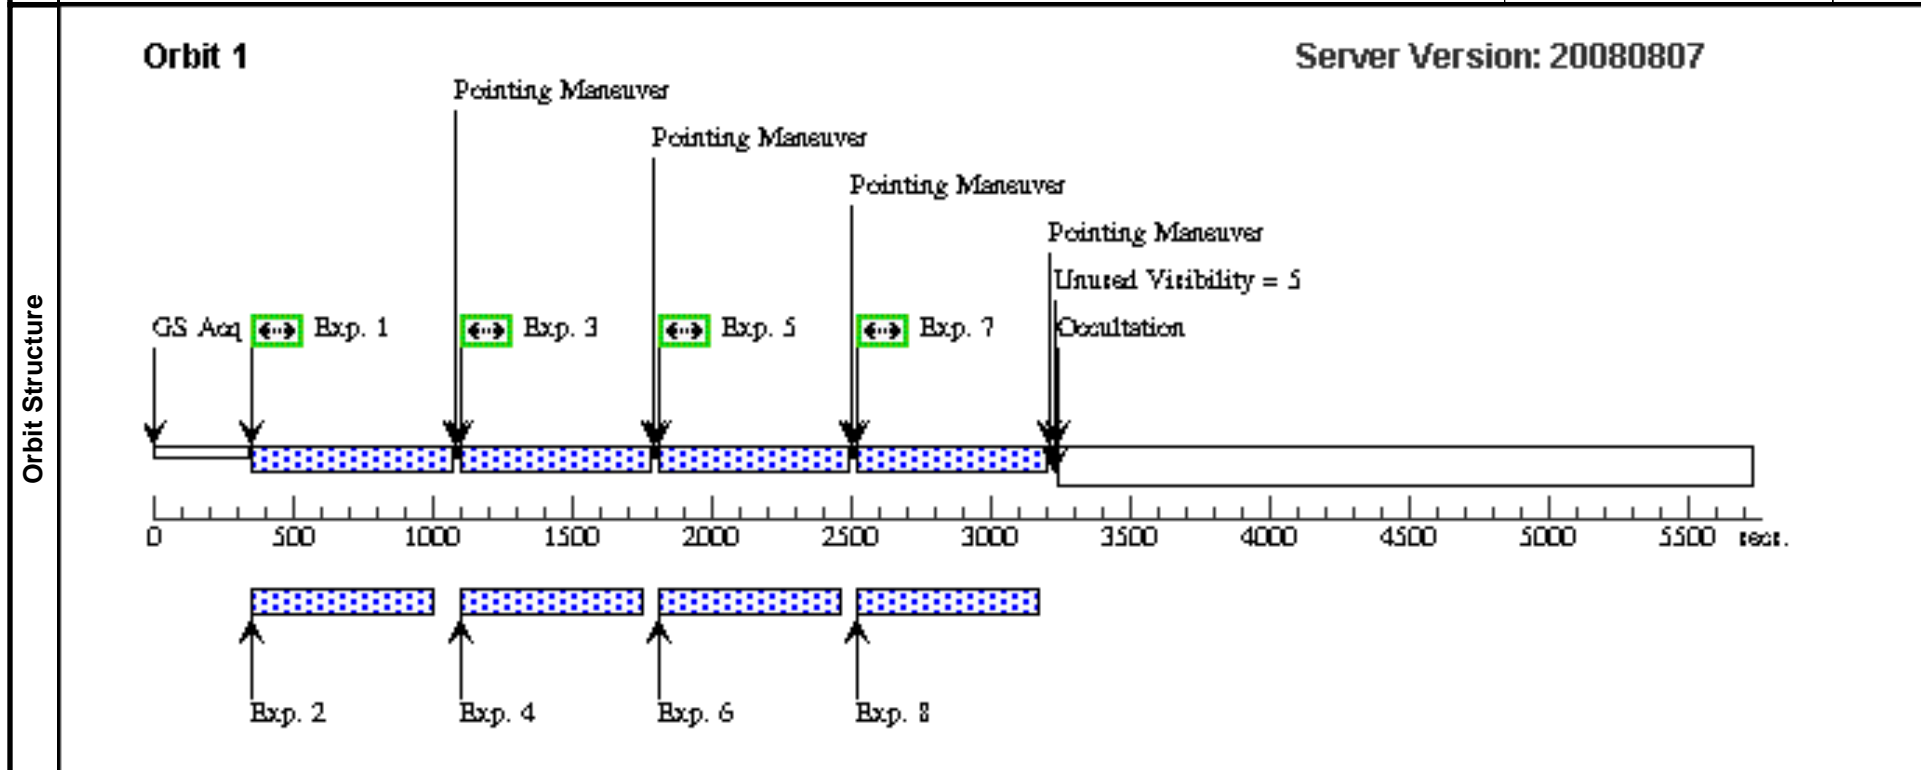 Orbit 1
Server Version: 20080807
Pointing Maneuver
Pointing Maneuver
Pointing Maneuver
Pointing Maneuver
Unused Visibility = 5
GS Acq Exp. 1 Exp. 3 Exp. 5 Exp. 7 Occultation
Orbit Structure
0 500 1000 1500 2000 2500 3000 3500 4000 4500 5000 5500 secs.
Exp. 2 Exp. 4 Exp. 6 Exp. 8